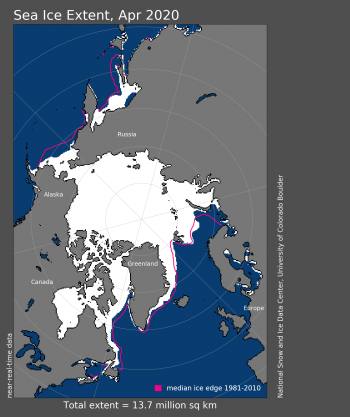 Sea Ice Extent, Apr 2020
Russia
Alaska
Greenland
Canada
Europe
near-real-time data
National Snow and Ice Data Center, University of Colorado Boulder
median ice edge 1981-2010
Total extent = 13.7 million sq km